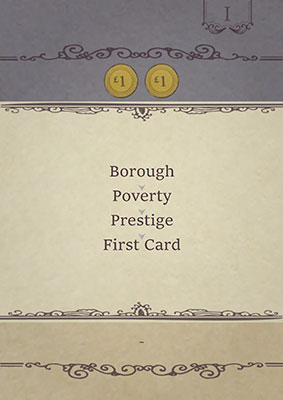 I
£1 £1
Borough
Poverty
Prestige
First Card
-